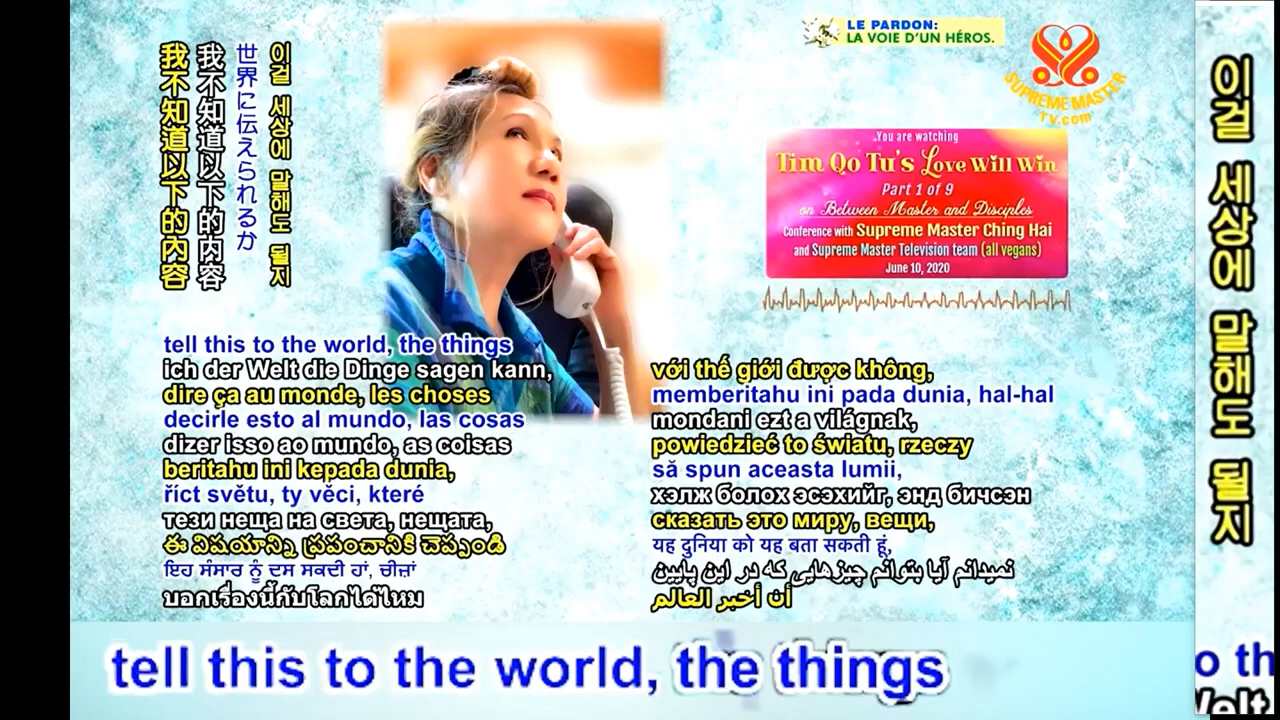 LE PARDON:
LA VOIE D'UN HÉROS.
SUPREME MASTER
TV.com
You are watching
Tim Qo Tu's Love Will Win
Part 1 of 9
on Between Master and Disciples
Conference with Supreme Master Ching Hai
and Supreme Master Television team (all vegans)
June 10, 2020
이걸 세상에 말해도 될지
世界に伝えられるか
我不知道以下的内容
我不知道以下的內容
tell this to the world, the things
ich der Welt die Dinge sagen kann,
dire ça au monde, les choses
decirle esto al mundo, las cosas
dizer isso ao mundo, as coisas
beritahu ini kepada dunia,
říct světu, ty věci, které
тези неща на света, нещата,
ఈ విషయాన్ని ప్రపంచానికి చెప్పండి
ਇਹ ਸੰਸਾਰ ਨੂੰ ਦਸ ਸਕਦੀ ਹਾਂ, ਚੀਜ਼ਾਂ
บอกเรื่องนี้กับโลกได้ไหม
với thế giới được không,
memberitahu ini pada dunia, hal-hal
mondani ezt a világnak,
powiedzieć to światu, rzeczy
să spun aceasta lumii,
хэлж болох эсэхийг, энд бичсэн
сказать это миру, вещи,
यह दुनिया को यह बता सकती हूं,
نمیدانم آیا بتوانم چیزهایی که در این پایین
أن أخبر العالم
tell this to the world, the things
이걸 세상에 말해도 될지
o th
Welt